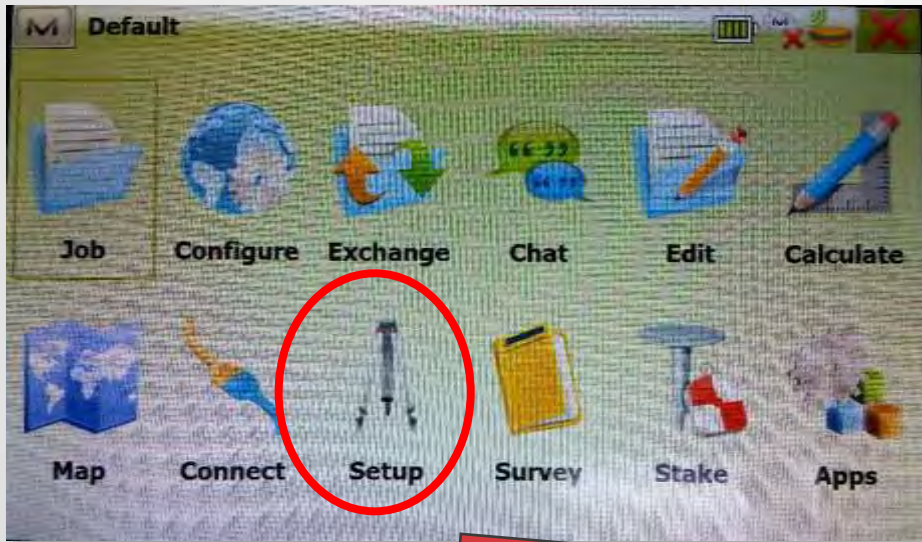 Default
Job Configure Exchange Chat Edit Calculate
Map Connect Setup Survey Stake Apps